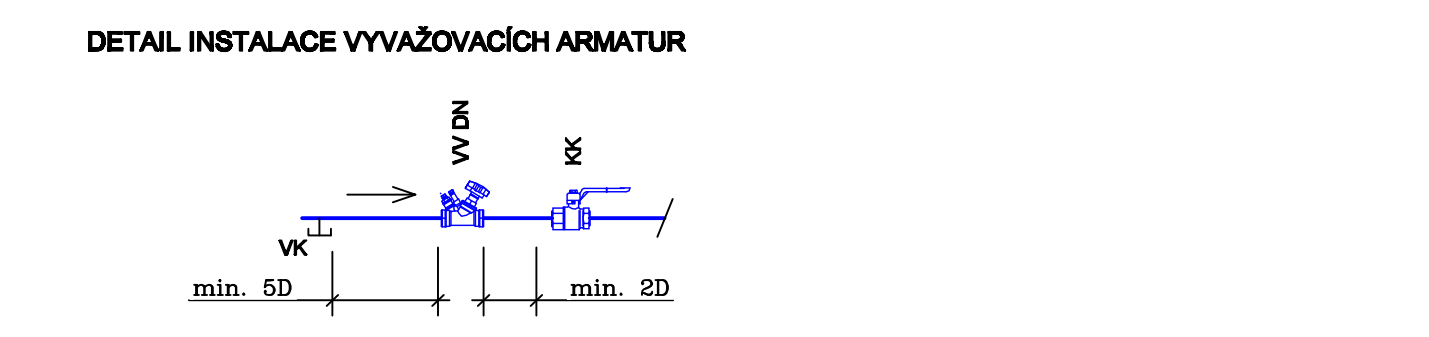 DETAIL INSTALACE VYVAŽOVACÍCH ARMATUR
VV DN
KK
VK
min. 5D
min. 2D